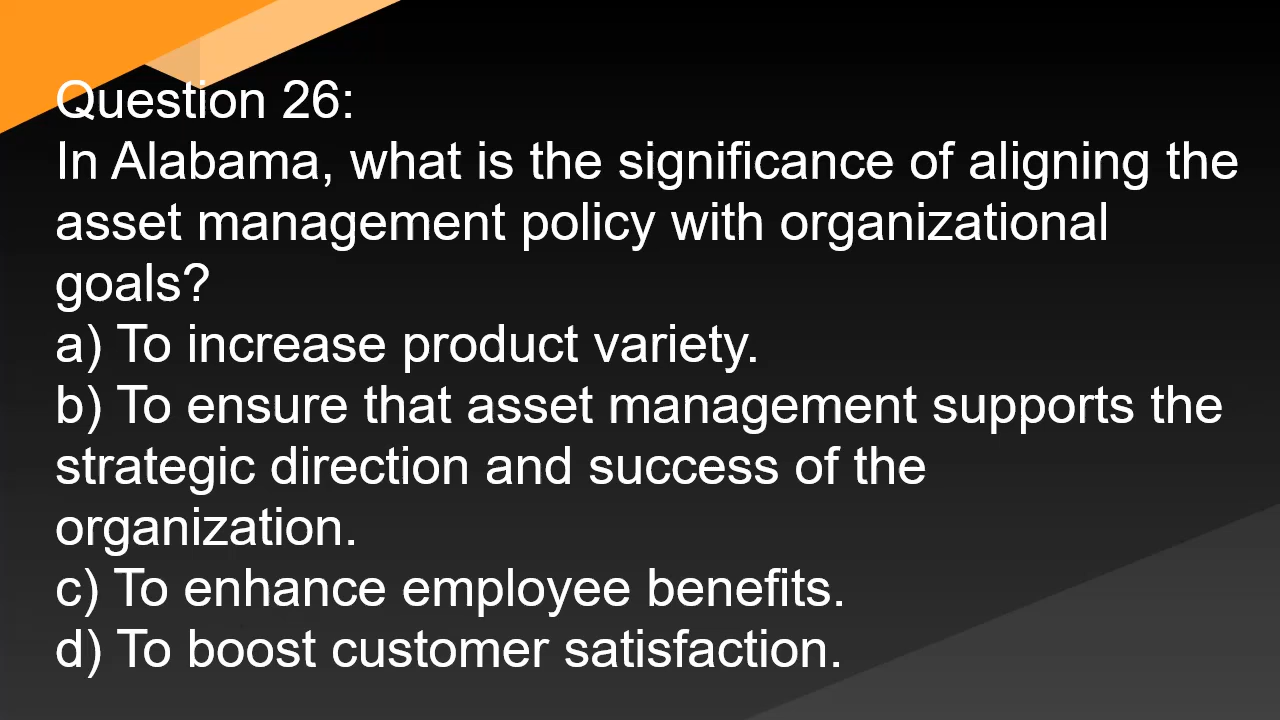 Question 26:
In Alabama, what is the significance of aligning the
asset management policy with organizational
goals?
a) To increase product variety.
b) To ensure that asset management supports the
strategic direction and success of the
organization.
c) To enhance employee benefits.
d) To boost customer satisfaction.